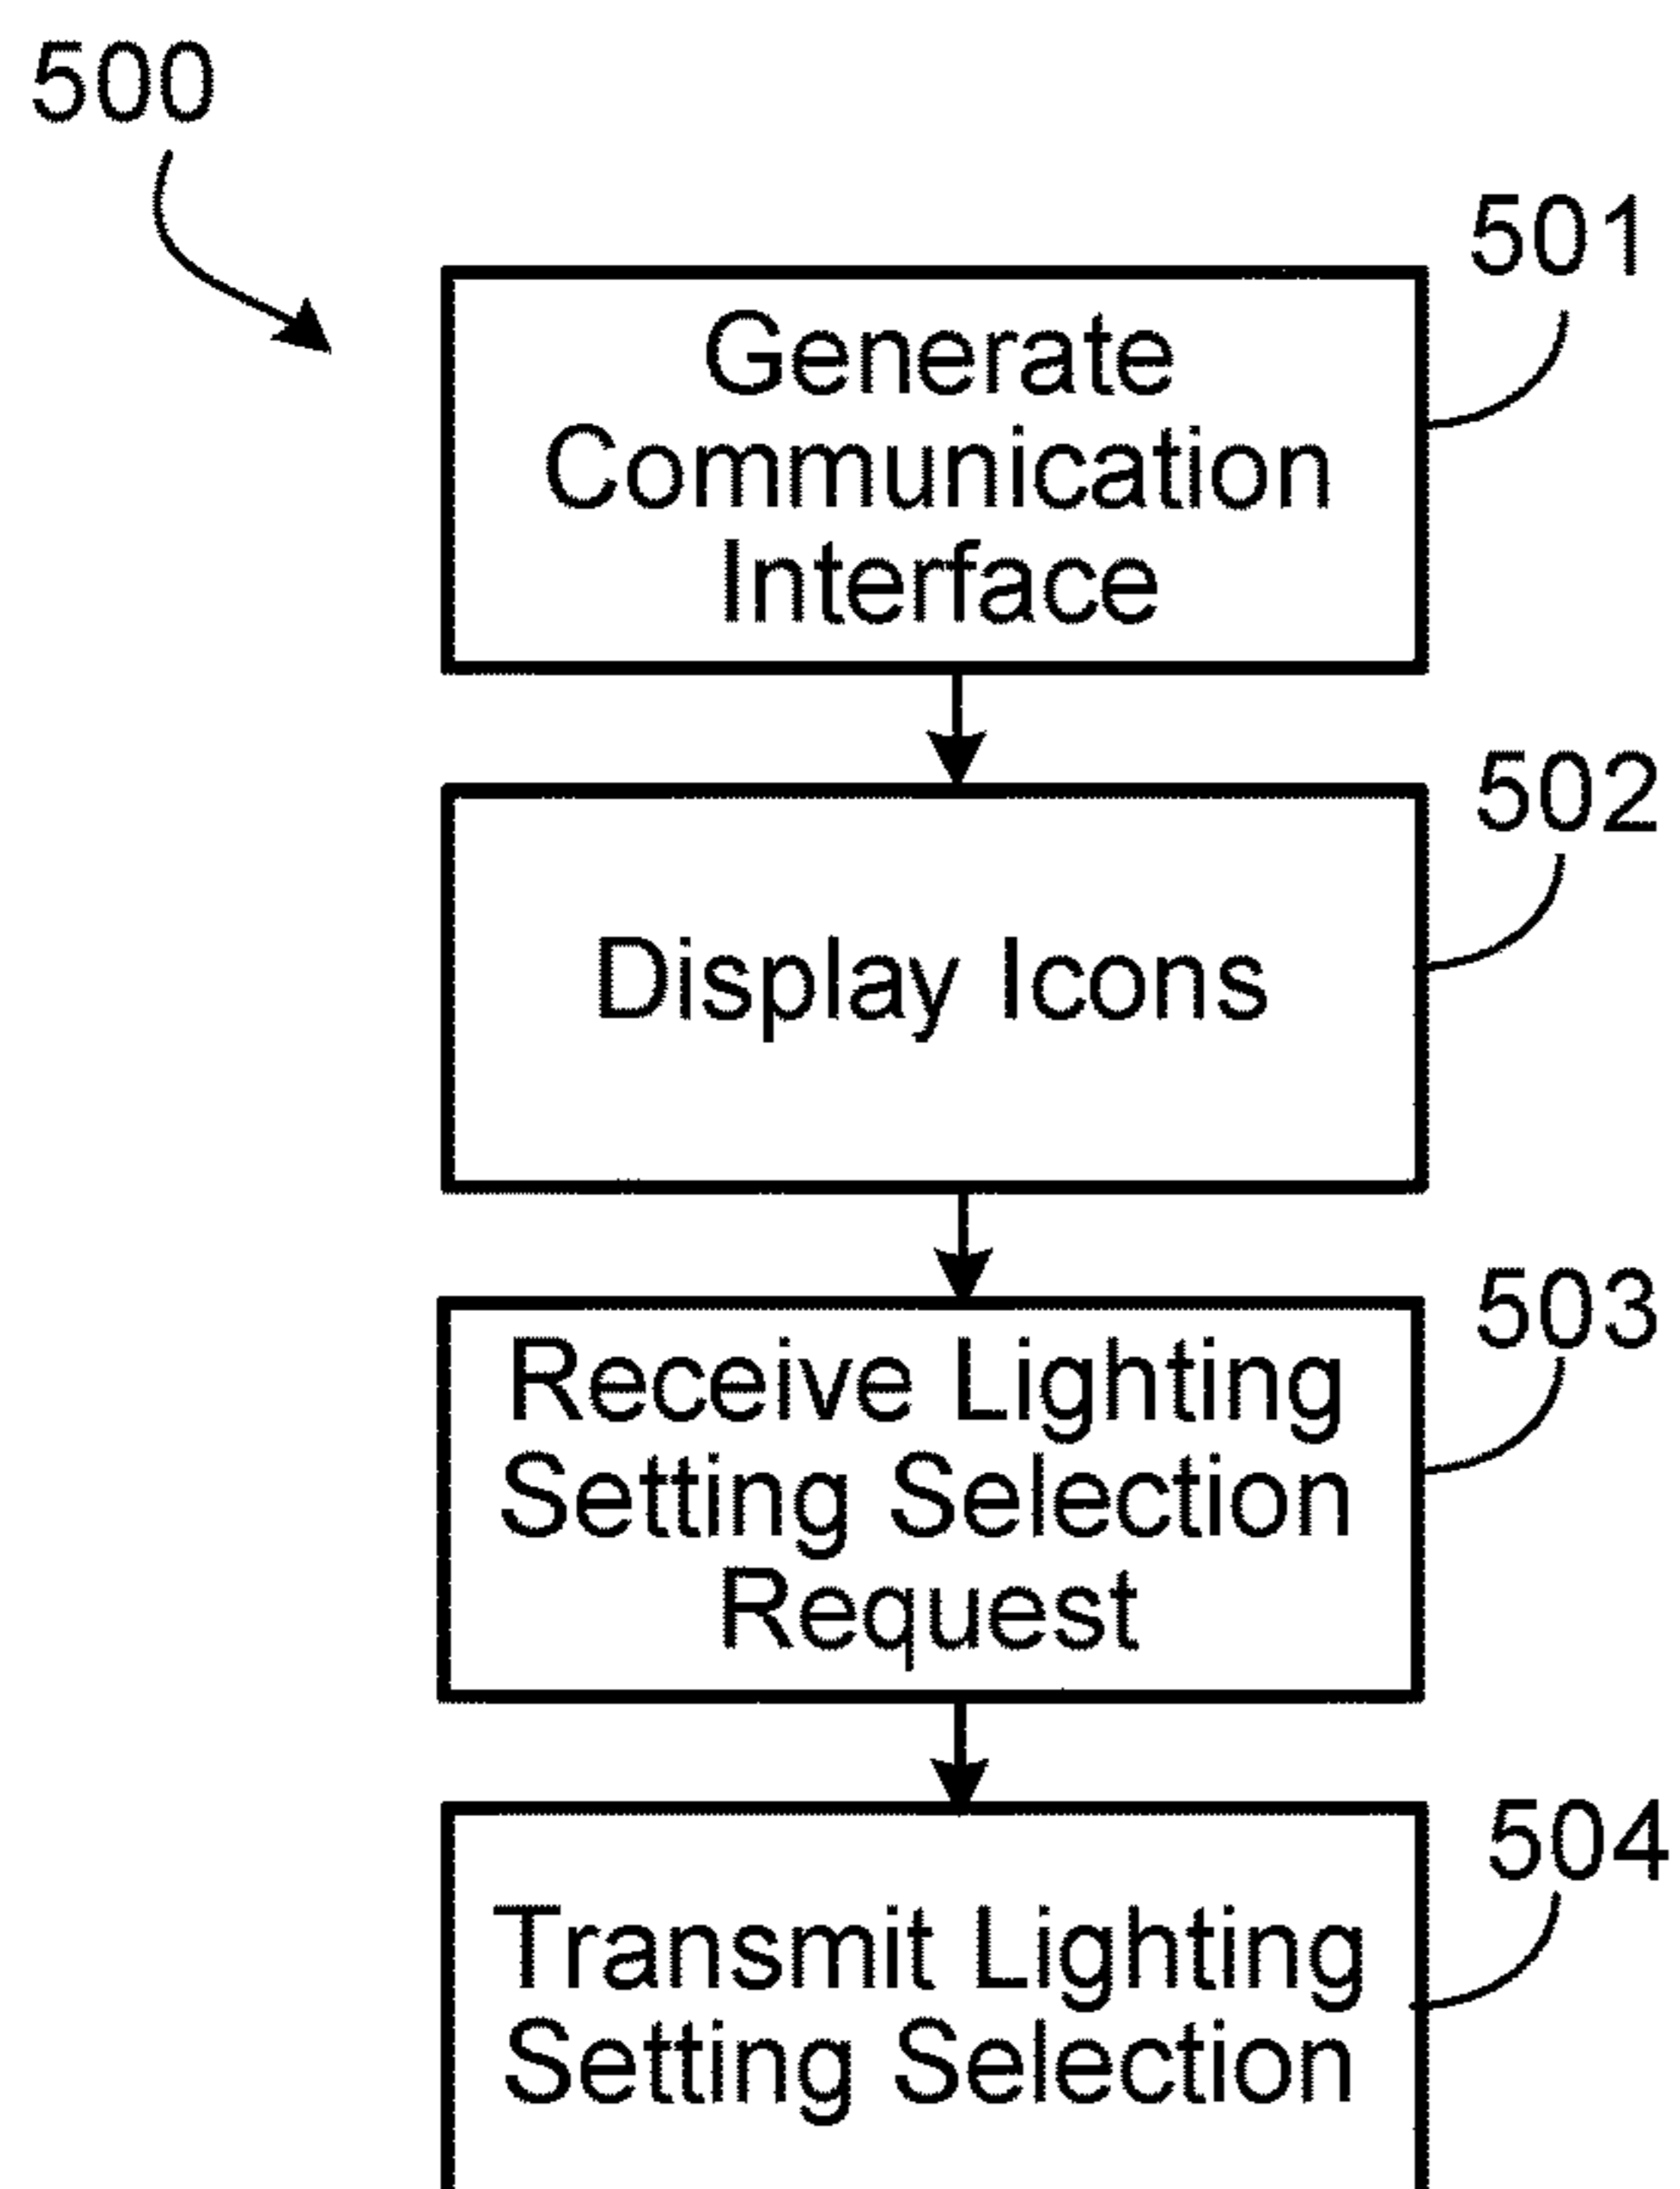 500
501
Generate
Communication
Interface
502
Display Icons
503
Receive Lighting
Setting Selection
Request
504
Transmit Lighting
Setting Selection